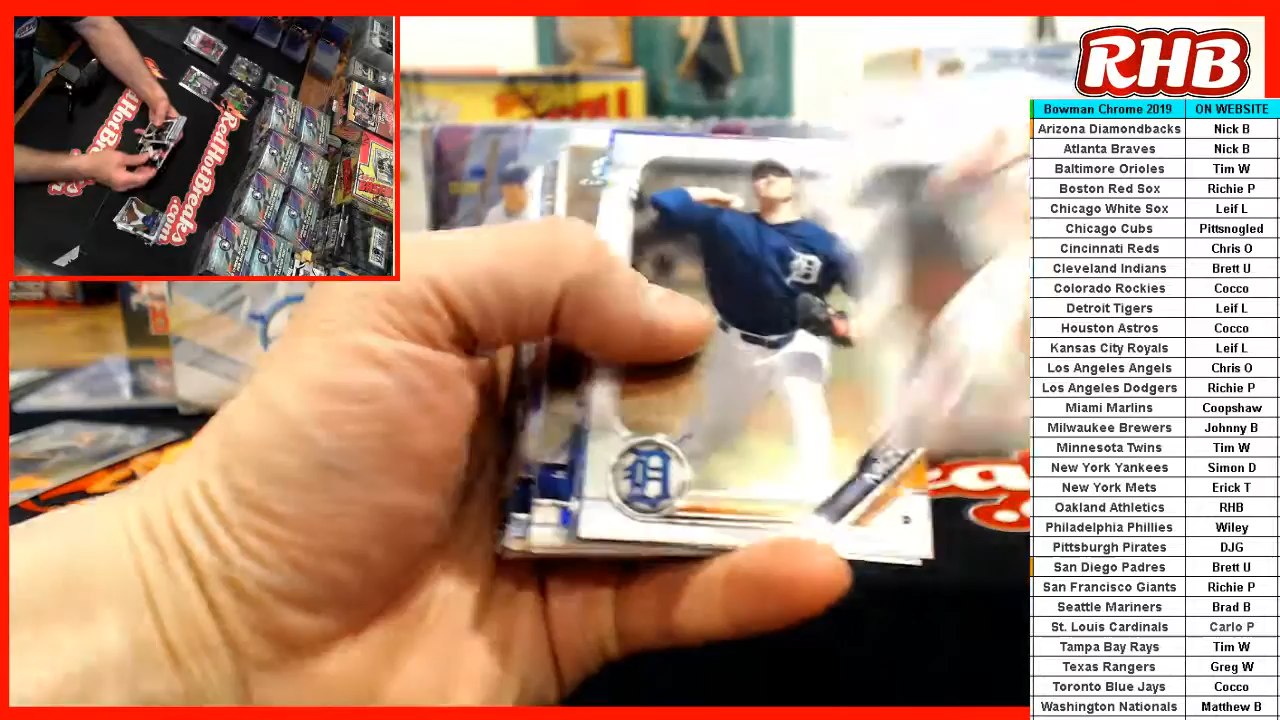 RHB
Bowman Chrome 2019 ON WEBSITE
Arizona Diamondbacks Nick B
Atlanta Braves Nick B
Baltimore Orioles Tim W
Boston Red Sox Richie P
Chicago White Sox Leif L
Chicago Cubs Pittsnogled
Cincinnati Reds Chris O
Cleveland Indians Brett U
Colorado Rockies Cocco
Detroit Tigers Leif L
Houston Astros Cocco
Kansas City Royals Leif L
Los Angeles Angels Chris O
Los Angeles Dodgers Richie P
Miami Marlins Coopshaw
Milwaukee Brewers Johnny B
Minnesota Twins Tim W
New York Yankees Simon D
New York Mets Erick T
Oakland Athletics RHB
Philadelphia Phillies Wiley
Pittsburgh Pirates DJG
San Diego Padres Brett U
San Francisco Giants Richie P
Seattle Mariners Brad B
St. Louis Cardinals Carlo P
Tampa Bay Rays Tim W
Texas Rangers Greg W
Toronto Blue Jays Cocco
Washington Nationals Matthew B
RedHotBreaks
.com
D
D